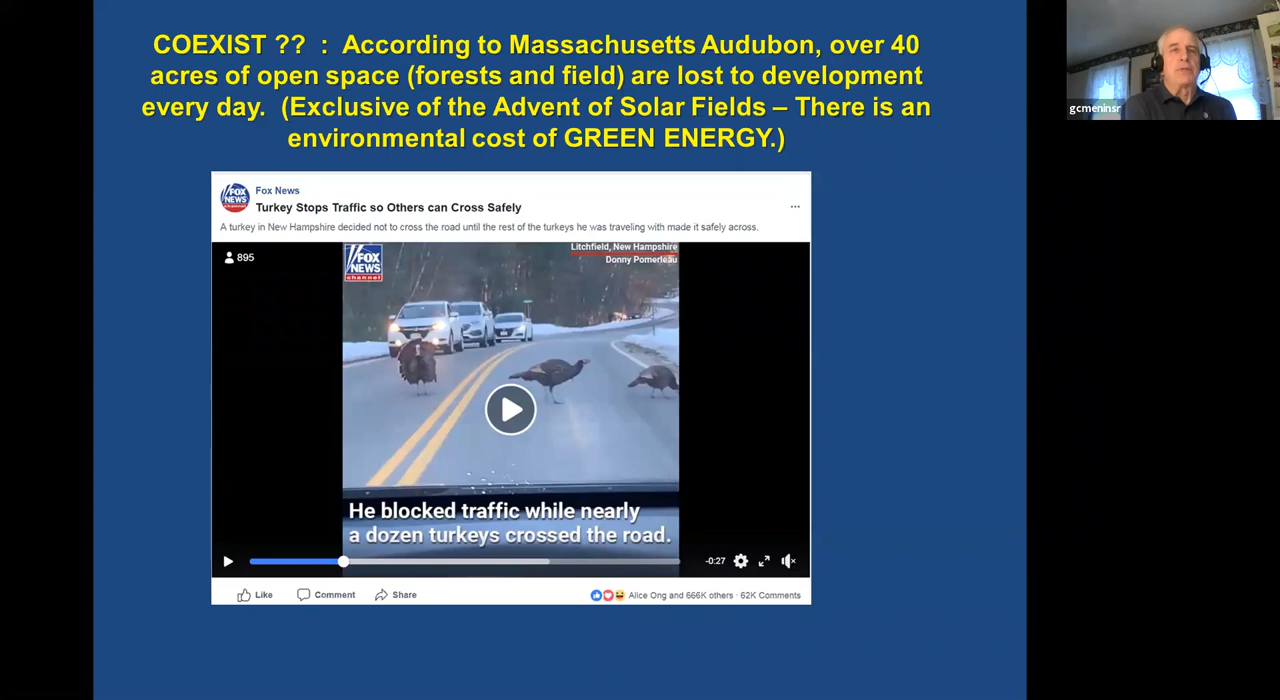 COEXIST ?? : According to Massachusetts Audubon, over 40
acres of open space (forests and field) are lost to development
every day. (Exclusive of the Advent of Solar Fields – There is an
environmental cost of GREEN ENERGY.)
gcmeninsr
FOX
NEWS
channel
Fox News
Turkey Stops Traffic so Others can Cross Safely
...
A turkey in New Hampshire decided not to cross the road until the rest of the turkeys he was traveling with made it safely across.
895
FOX
NEWS
channel
Litchfield, New Hampshire
Donny Pomerleau
He blocked traffic while nearly
a dozen turkeys crossed the road.
-0:27
Like Comment Share Alice Ong and 666K others · 62K Comments